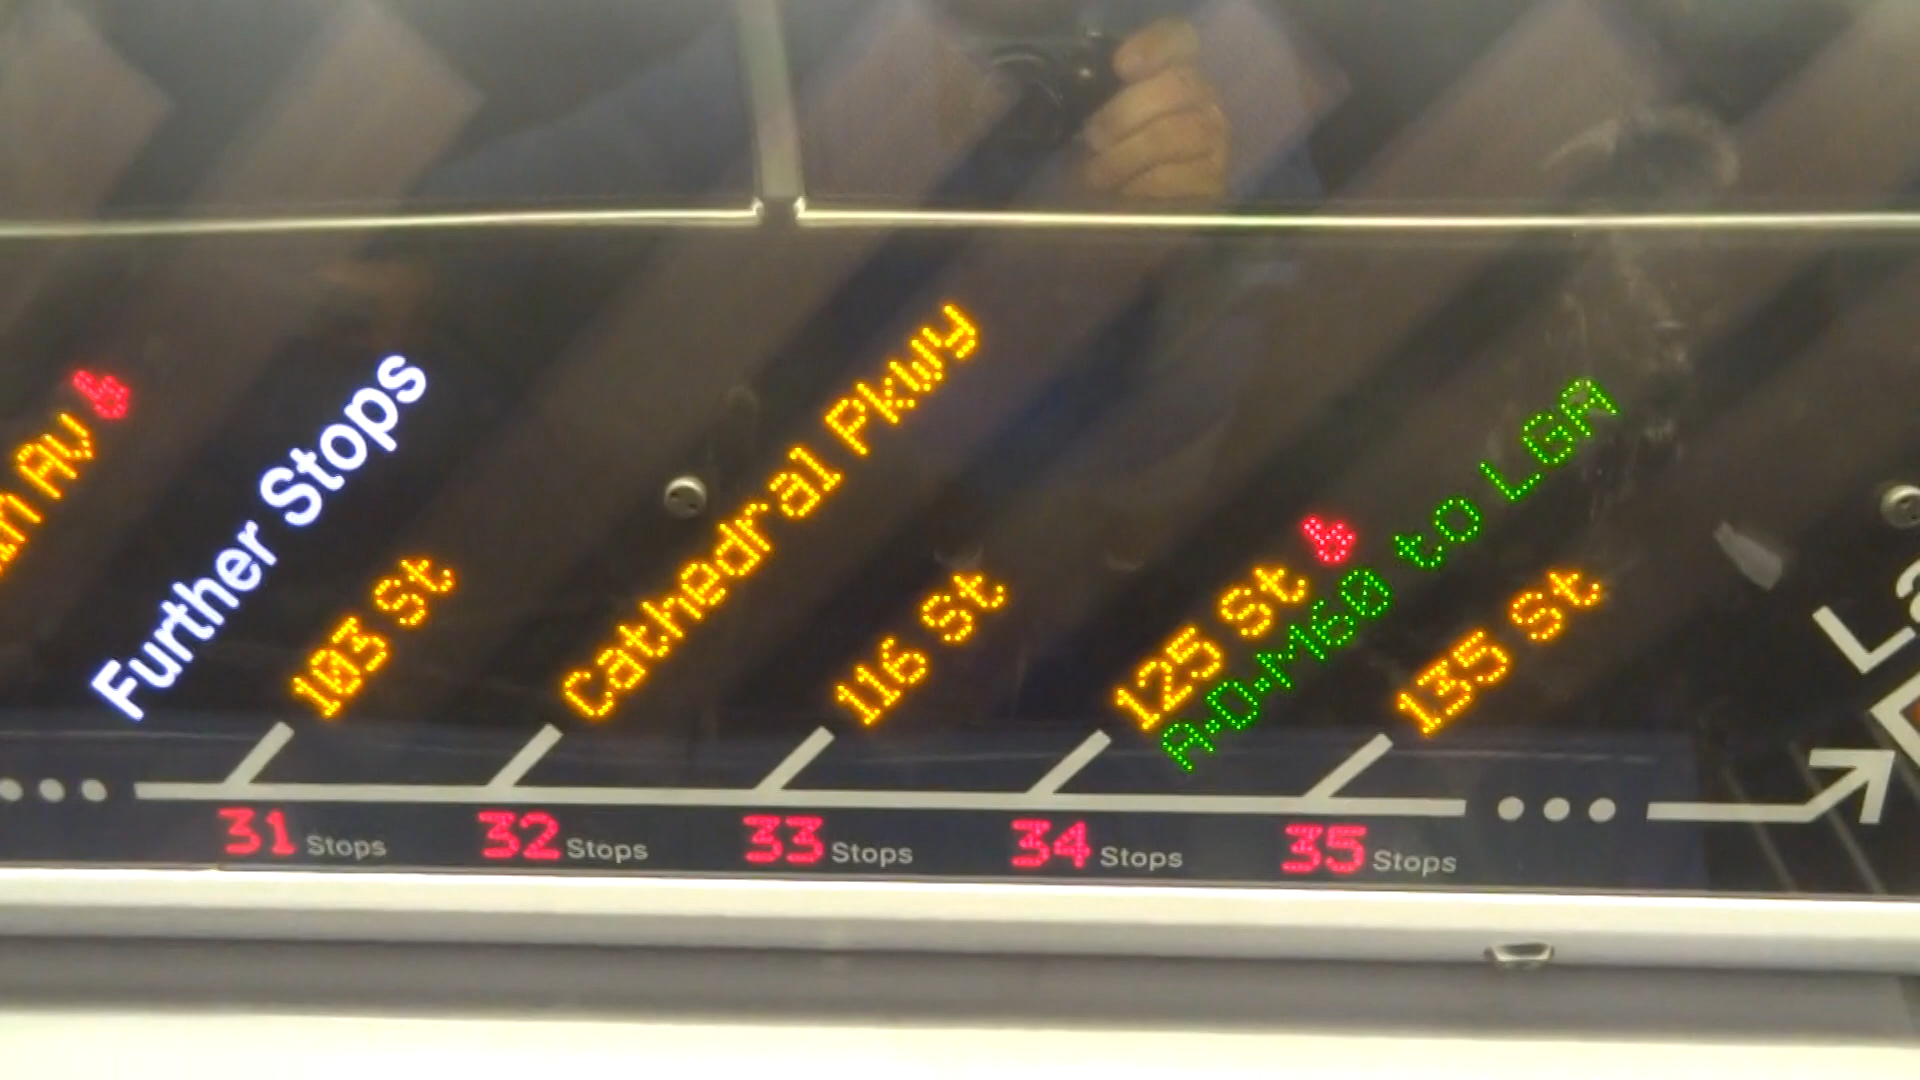 Av
Further Stops
103 St
Cathedral Pkwy
116 St
125 St
A·D·M60 to LGA
135 St
31 Stops
32 Stops
33 Stops
34 Stops
35 Stops